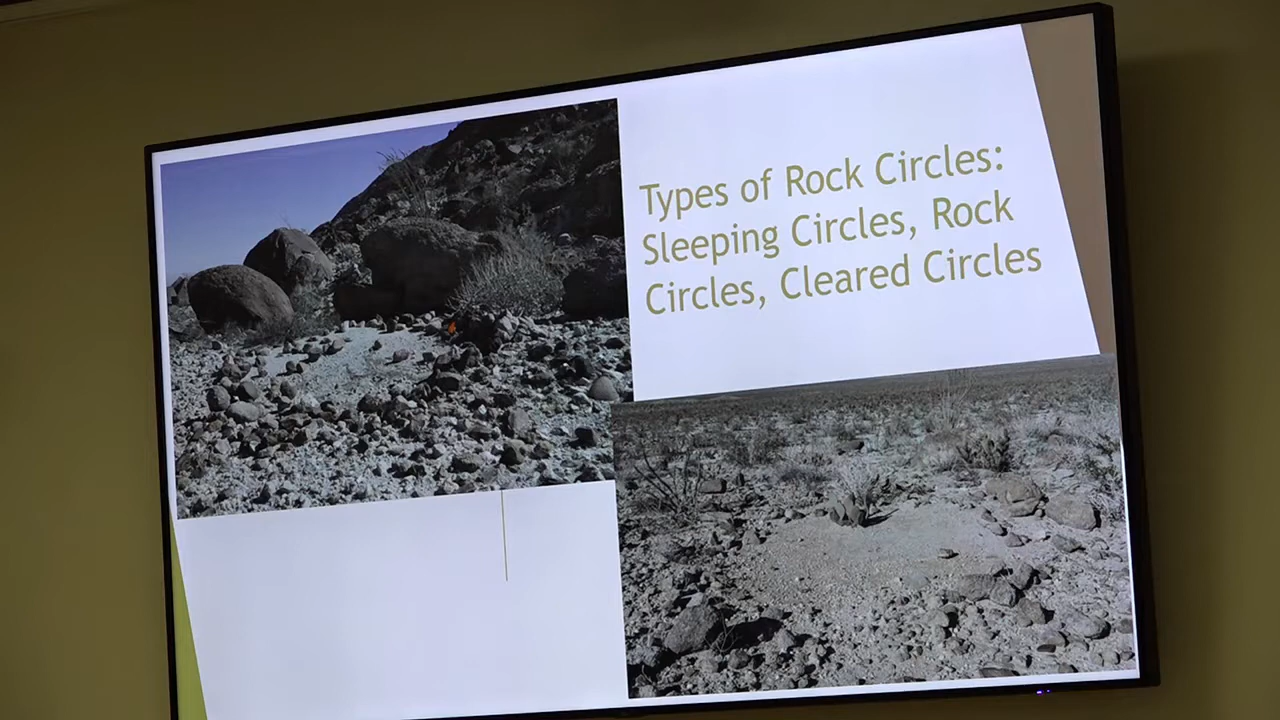 Types of Rock Circles:
Sleeping Circles, Rock
Circles, Cleared Circles